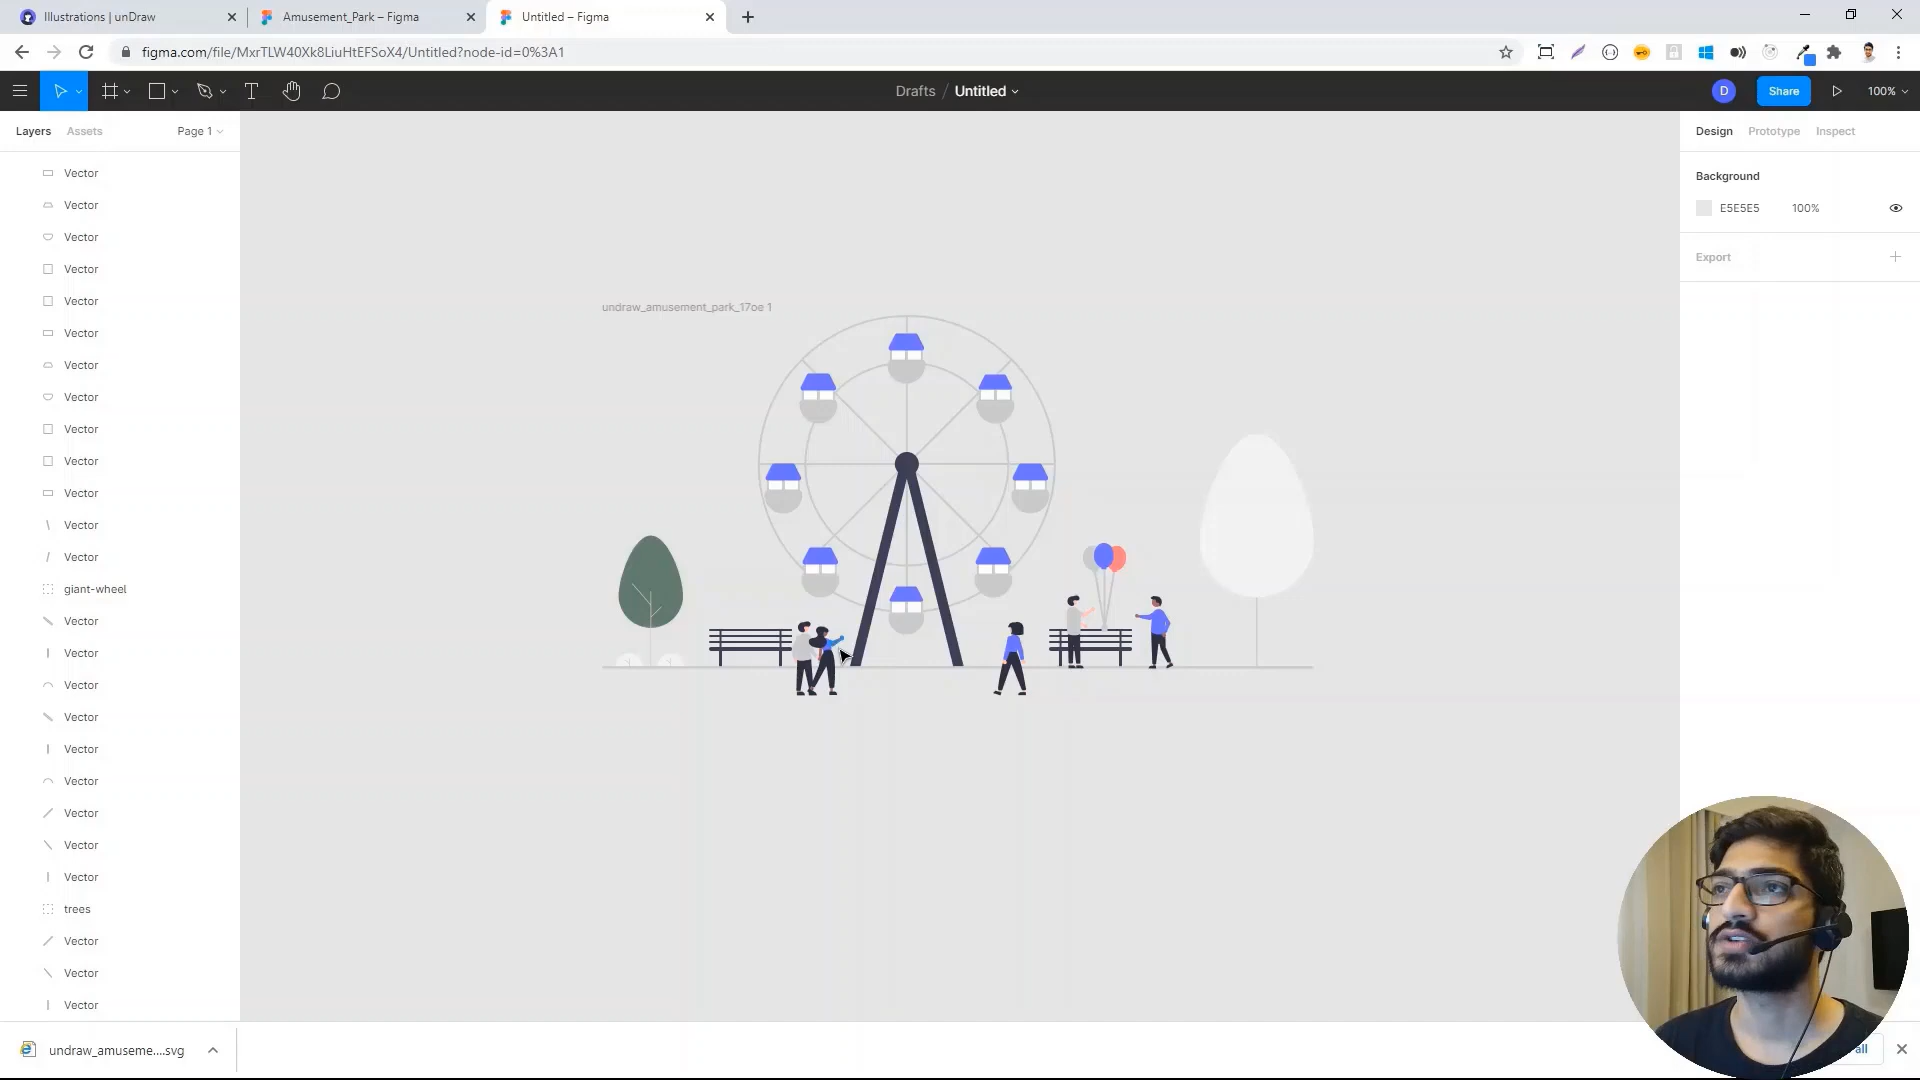 Illustrations | unDraw
Amusement_Park – Figma
Untitled – Figma
figma.com/file/MxrTLW40Xk8LiuHtEFSoX4/Untitled?node-id=0%3A1
Drafts / Untitled
D
Share
100%
Layers
Assets
Page 1
Design
Prototype
Inspect
Vector
Background
Vector
E5E5E5
100%
Vector
Export
Vector
Vector
undraw_amusement_park_17oe 1
Vector
Vector
Vector
Vector
Vector
Vector
Vector
Vector
giant-wheel
Vector
Vector
Vector
Vector
Vector
Vector
Vector
Vector
Vector
trees
Vector
Vector
Vector
undraw_amuseme....svg
all